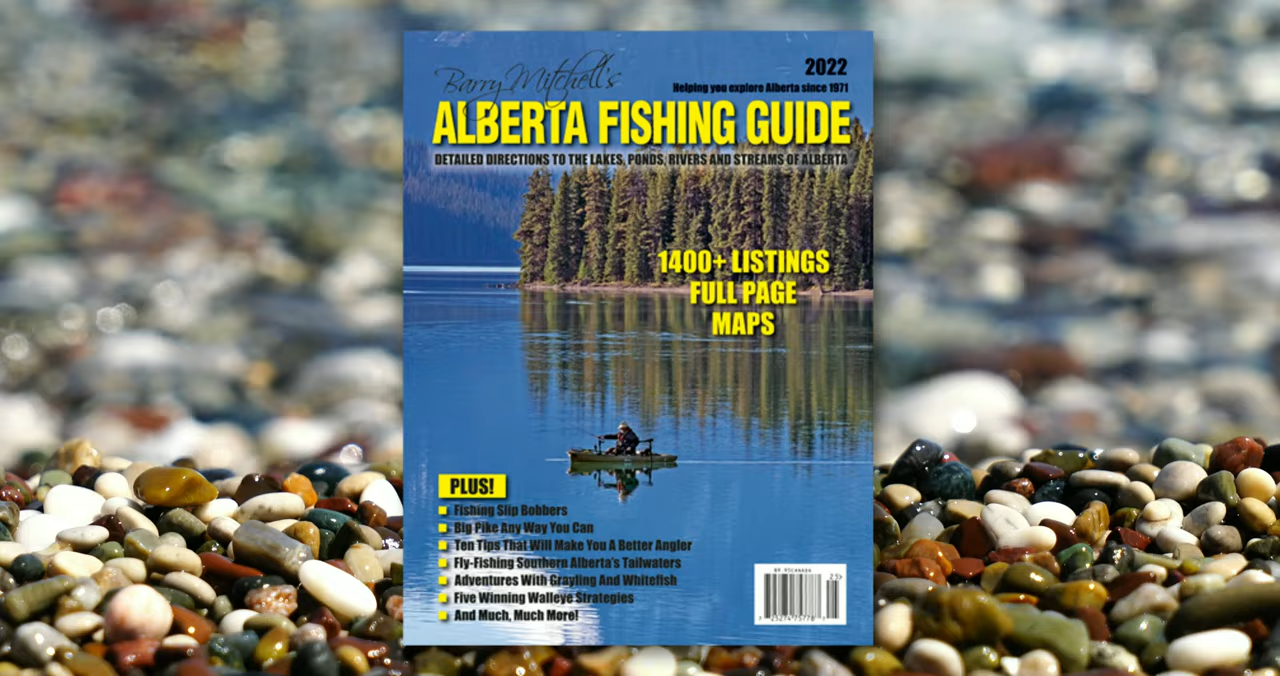 Barry Mitchell's
2022
Helping you explore Alberta since 1971
ALBERTA FISHING GUIDE
DETAILED DIRECTIONS TO THE LAKES, PONDS, RIVERS AND STREAMS OF ALBERTA
1400+ LISTINGS
FULL PAGE
MAPS
PLUS!
Fishing Slip Bobbers
Big Pike Any Way You Can
Ten Tips That Will Make You A Better Angler
Fly-Fishing Southern Alberta's Tailwaters
Adventures With Grayling And Whitefish
Five Winning Walleye Strategies
And Much, Much More!